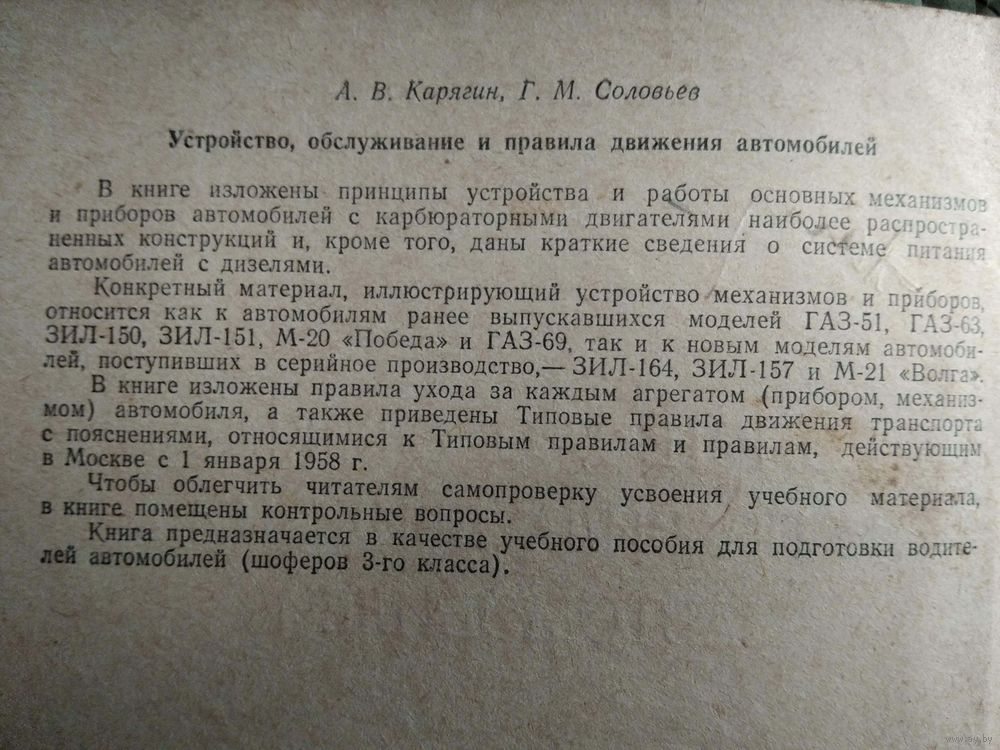 А. В. Карягин, Г. М. Соловьев
Устройство, обслуживание и правила движения автомобилей
В книге изложены принципы устройства и работы основных механизмов
и приборов автомобилей с карбюраторными двигателями наиболее распростра-
ненных конструкций и, кроме того, даны краткие сведения о системе питания
автомобилей с дизелями.
Конкретный материал, иллюстрирующий устройство механизмов и приборов,
относится как к автомобилям ранее выпускавшихся моделей ГАЗ-51, ГАЗ-63,
ЗИЛ-150, ЗИЛ-151, М-20 «Победа» и ГАЗ-69, так и к новым моделям автомоби-
лей, поступивших в серийное производство,— ЗИЛ-164, ЗИЛ-157 и М-21 «Волга».
В книге изложены правила ухода за каждым агрегатом (прибором, механиз-
мом) автомобиля, а также приведены Типовые правила движения транспорта
с пояснениями, относящимися к Типовым правилам и правилам, действующим
в Москве с 1 января 1958 г.
Чтобы облегчить читателям самопроверку усвоения учебного материала,
в книге помещены контрольные вопросы.
Книга предназначается в качестве учебного пособия для подготовки водите-
лей автомобилей (шоферов 3-го класса).
www.ay.by